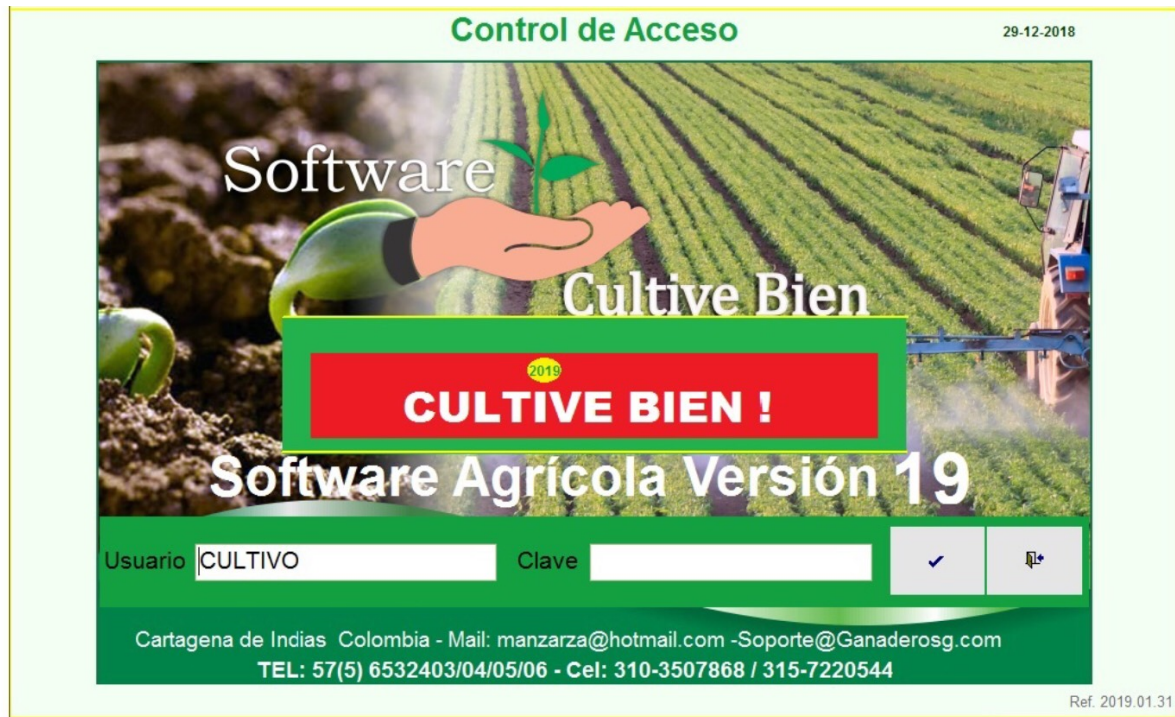 Control de Acceso
29-12-2018
Software
Cultive Bien
2019
CULTIVE BIEN !
Software Agrícola Versión 19
Usuario CULTIVO Clave
Cartagena de Indias Colombia - Mail: manzarza@hotmail.com -Soporte@Ganaderosg.com
TEL: 57(5) 6532403/04/05/06 - Cel: 310-3507868 / 315-7220544
Ref. 2019.01.31